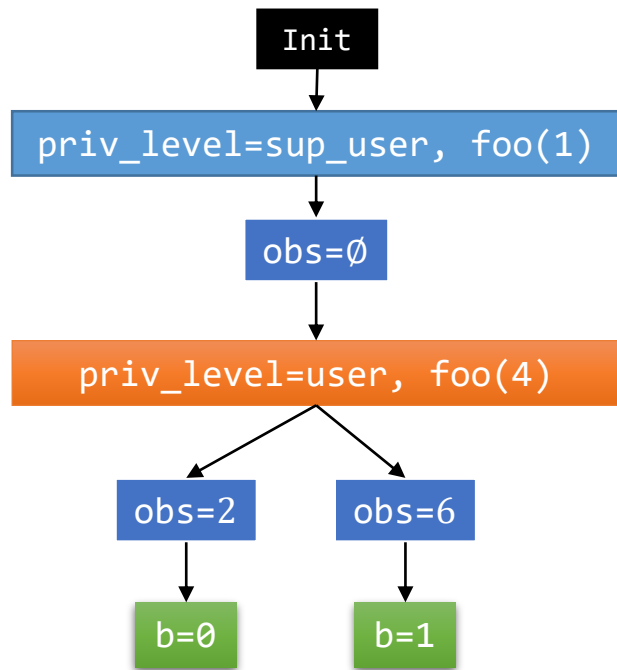 Init
priv_level=sup_user, foo(1)
obs=∅
priv_level=user, foo(4)
obs=2
obs=6
b=0
b=1